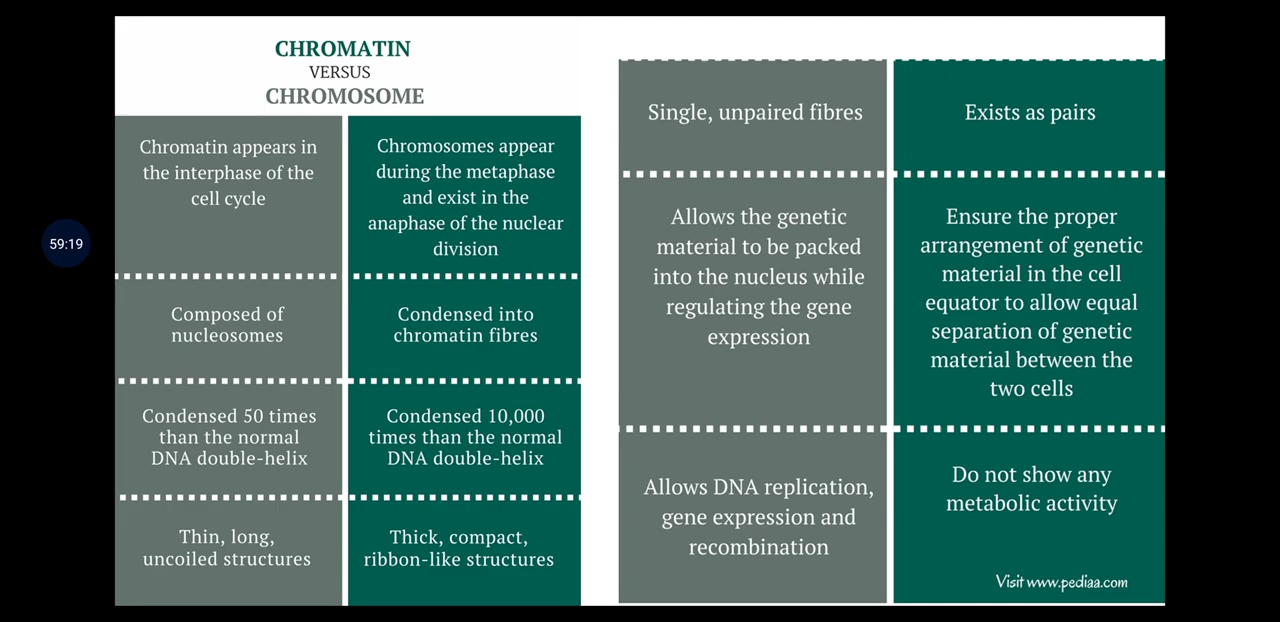 CHROMATIN
VERSUS
CHROMOSOME
Chromatin appears in
the interphase of the
cell cycle
Chromosomes appear
during the metaphase
and exist in the
anaphase of the nuclear
division
Composed of
nucleosomes
Condensed into
chromatin fibres
Condensed 50 times
than the normal
DNA double-helix
Condensed 10,000
times than the normal
DNA double-helix
Thin, long,
uncoiled structures
Thick, compact,
ribbon-like structures
Single, unpaired fibres
Exists as pairs
Allows the genetic
material to be packed
into the nucleus while
regulating the gene
expression
Ensure the proper
arrangement of genetic
material in the cell
equator to allow equal
separation of genetic
material between the
two cells
Allows DNA replication,
gene expression and
recombination
Do not show any
metabolic activity
Visit www.pediaa.com
59:19